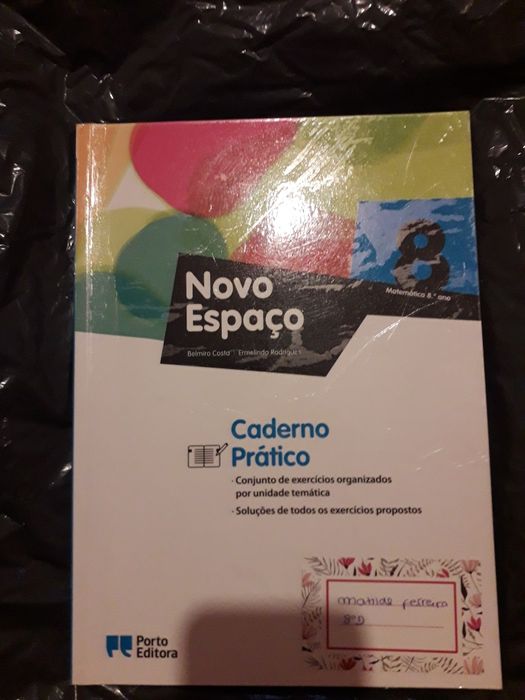 8
Matemática 8.º ano
Novo
Espaço
Belmiro Costa Ermelinda Rodrigues
Caderno
Prático
· Conjunto de exercícios organizados
por unidade temática
· Soluções de todos os exercícios propostos
Matilde Ferreira
8ºD
Porto
Editora